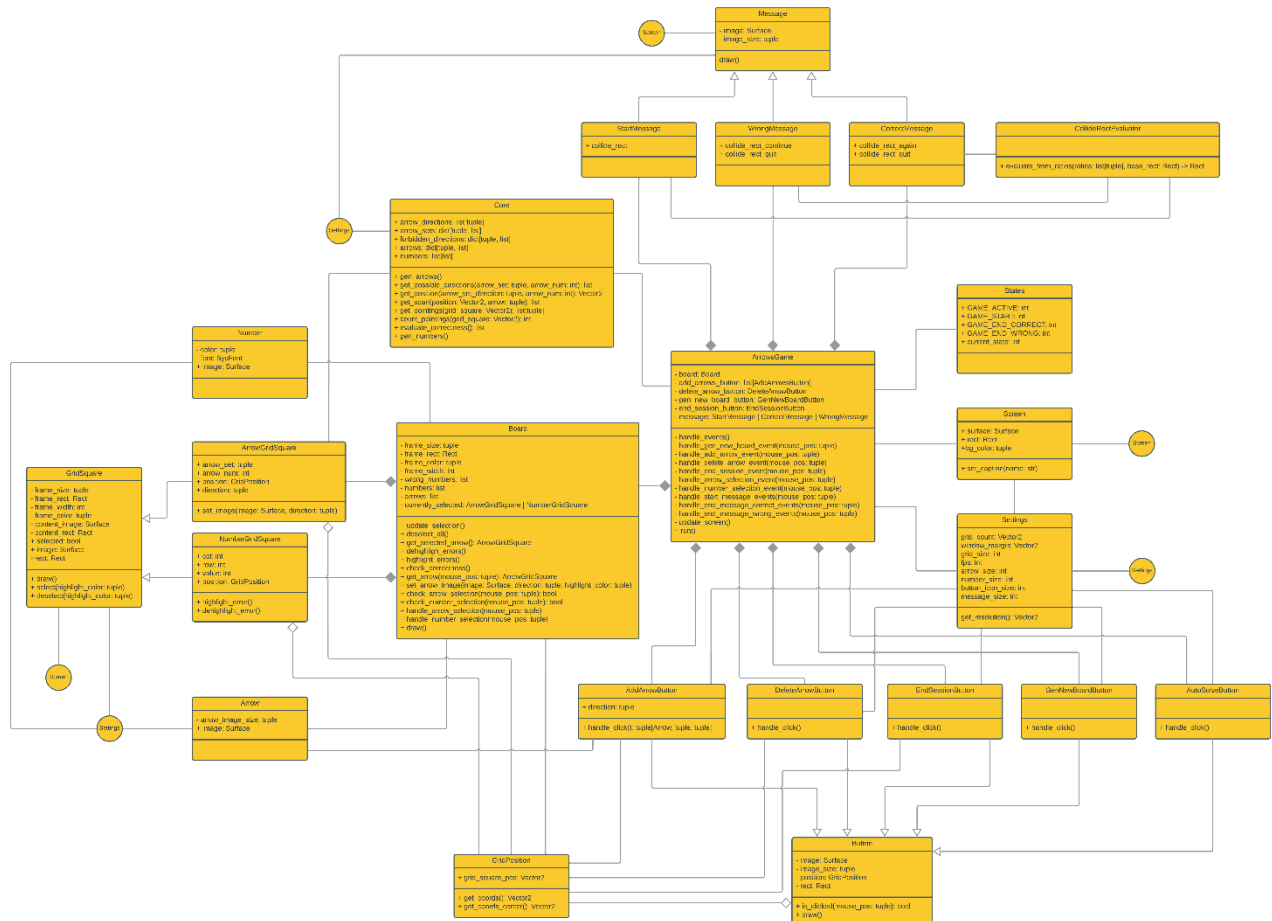 Message
- image: Surface
image_size: tuple
draw()
Screen
StartMessage
+ collide_rect
WrongMessage
- collide_rect_continue
- collide_rect_quit
CorrectMessage
+ collide_rect_again
+ collide_rect_quit
CollideRectEvaluator
+ evaluate_from_ratios(ratios: list[tuple], base_rect: Rect) -> Rect
Settings
Core
+ arrow_directions: list[tuple]
+ arrow_sets: dict[tuple, list]
+ forbidden_directions: dict[tuple, list]
+ arrows: dict[tuple, list]
+ numbers: list[list]
+ gen_arrows()
+ get_possible_directions(arrow_set: tuple, arrow_num: int): list
+ get_position(arrow_set_direction: tuple, arrow_num: int): Vector2
+ get_span(position: Vector2, arrow: tuple): list
+ get_pointings(grid_square: Vector2): list[tuple]
+ count_pointings(grid_square: Vector2): int
+ evaluate_correctness(): list
+ gen_numbers()
States
+ GAME_ACTIVE: int
+ GAME_START: int
+ GAME_END_CORRECT: int
+ GAME_END_WRONG: int
+ current_state: int
Number
- color: tuple
font: SysFont
+ image: Surface
ArrowsGame
- board: Board
- add_arrows_button: list[AddArrowsButton]
- delete_arrow_button: DeleteArrowButton
- gen_new_board_button: GenNewBoardButton
- end_session_button: EndSessionButton
- message: StartMessage | CorrectMessage | WrongMessage
- handle_events()
- handle_gen_new_board_event(mouse_pos: tuple)
- handle_add_arrow_event(mouse_pos: tuple)
- handle_delete_arrow_event(mouse_pos: tuple)
- handle_end_session_event(mouse_pos: tuple)
- handle_arrow_selection_event(mouse_pos: tuple)
- handle_number_selection_event(mouse_pos: tuple)
- handle_start_message_events(mouse_pos: tuple)
- handle_end_message_correct_events(mouse_pos: tuple)
- handle_end_message_wrong_events(mouse_pos: tuple)
- update_screen()
- run()
Screen
+ surface: Surface
+ rect: Rect
+bg_color: tuple
+ set_caption(name: str)
Screen
Board
- frame_size: tuple
- frame_rect: Rect
- frame_color: tuple
- frame_width: int
- wrong_numbers: list
- numbers: list
- arrows: list
- currently_selected: ArrowGridSquare | NumberGridSquare
update_selection()
+ deselect_all()
+ get_selected_arrow(): ArrowGridSquare
- dehighligh_errors()
- highlight_errors()
+ check_correctness()
+ get_arrow(mouse_pos: tuple): ArrowGridSquare
set_arrow_image(image: Surface, direction: tuple, highlight_color: tuple)
+ check_arrow_selection(mouse_pos: tuple): bool
+ check_number_selection(mouse_pos: tuple): bool
+ handle_arrow_selection(mouse_pos: tuple)
+ handle_number_selection(mouse_pos: tuple)
+ draw()
ArrowGridSquare
+ arrow_set: tuple
+ arrow_num: int
+ position: GridPosition
+ direction: tuple
+ set_image(image: Surface, direction: tuple)
GridSquare
- frame_size: tuple
- frame_rect: Rect
- frame_width: int
- frame_color: tuple
- content_image: Surface
- content_rect: Rect
+ selected: bool
+ image: Surface
- rect: Rect
+ draw()
+ select(highlight_color: tuple)
+ deselect(highlight_color: tuple)
NumberGridSquare
+ col: int
+ row: int
+ value: int
+ position: GridPosition
+ highlight_error()
+ dehighlight_error()
Settings
grid_count: Vector2
window_margin: Vector2
grid_size: int
fps: int
arrow_size: int
number_size: int
button_icon_size: int
message_size: int
get_resolution(): Vector2
Settings
Screen
Settings
Arrow
- arrow_image_size: tuple
+ image: Surface
AddArrowButton
+ direction: tuple
+ handle_click(): tuple[Arrow, tuple, tuple]
DeleteArrowButton
+ handle_click()
EndSessionButton
+ handle_click()
GenNewBoardButton
+ handle_click()
AutoSolveButton
+ handle_click()
GridPosition
+ grid_square_pos: Vector2
+ get_coords(): Vector2
+ get_coords_center(): Vector2
Button
- image: Surface
- image_size: tuple
position: GridPosition
- rect: Rect
+ is_clicked(mouse_pos: tuple): bool
+ draw()